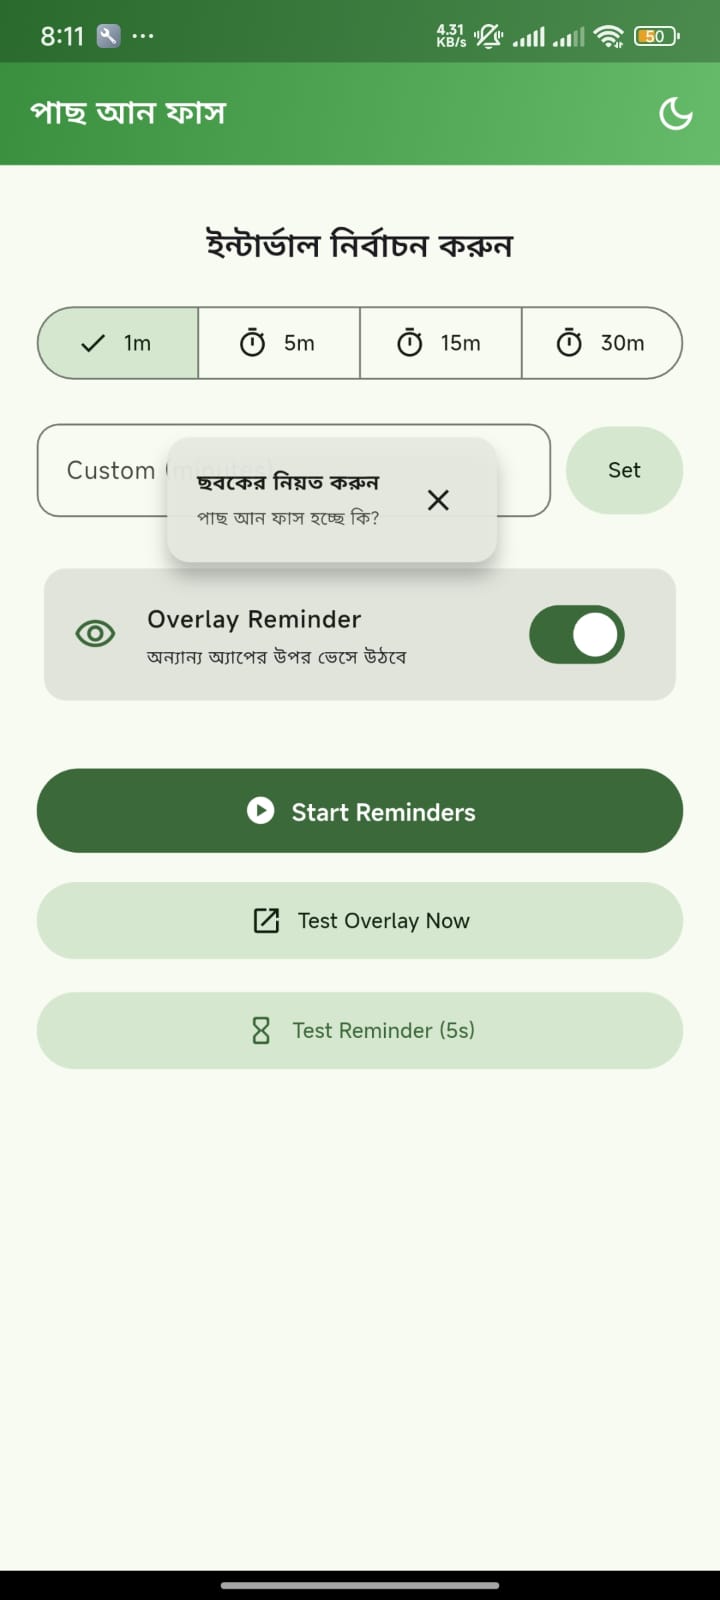 8:11
4.31
KB/s
50
পাছ আন ফাস
ইন্টার্ভাল নির্বাচন করুন
1m
5m
15m
30m
Custom (minutes)
Set
ছবকের নিয়ত করুন
পাছ আন ফাস হচ্ছে কি?
Overlay Reminder
অন্যান্য অ্যাপের উপর ভেসে উঠবে
Start Reminders
Test Overlay Now
Test Reminder (5s)